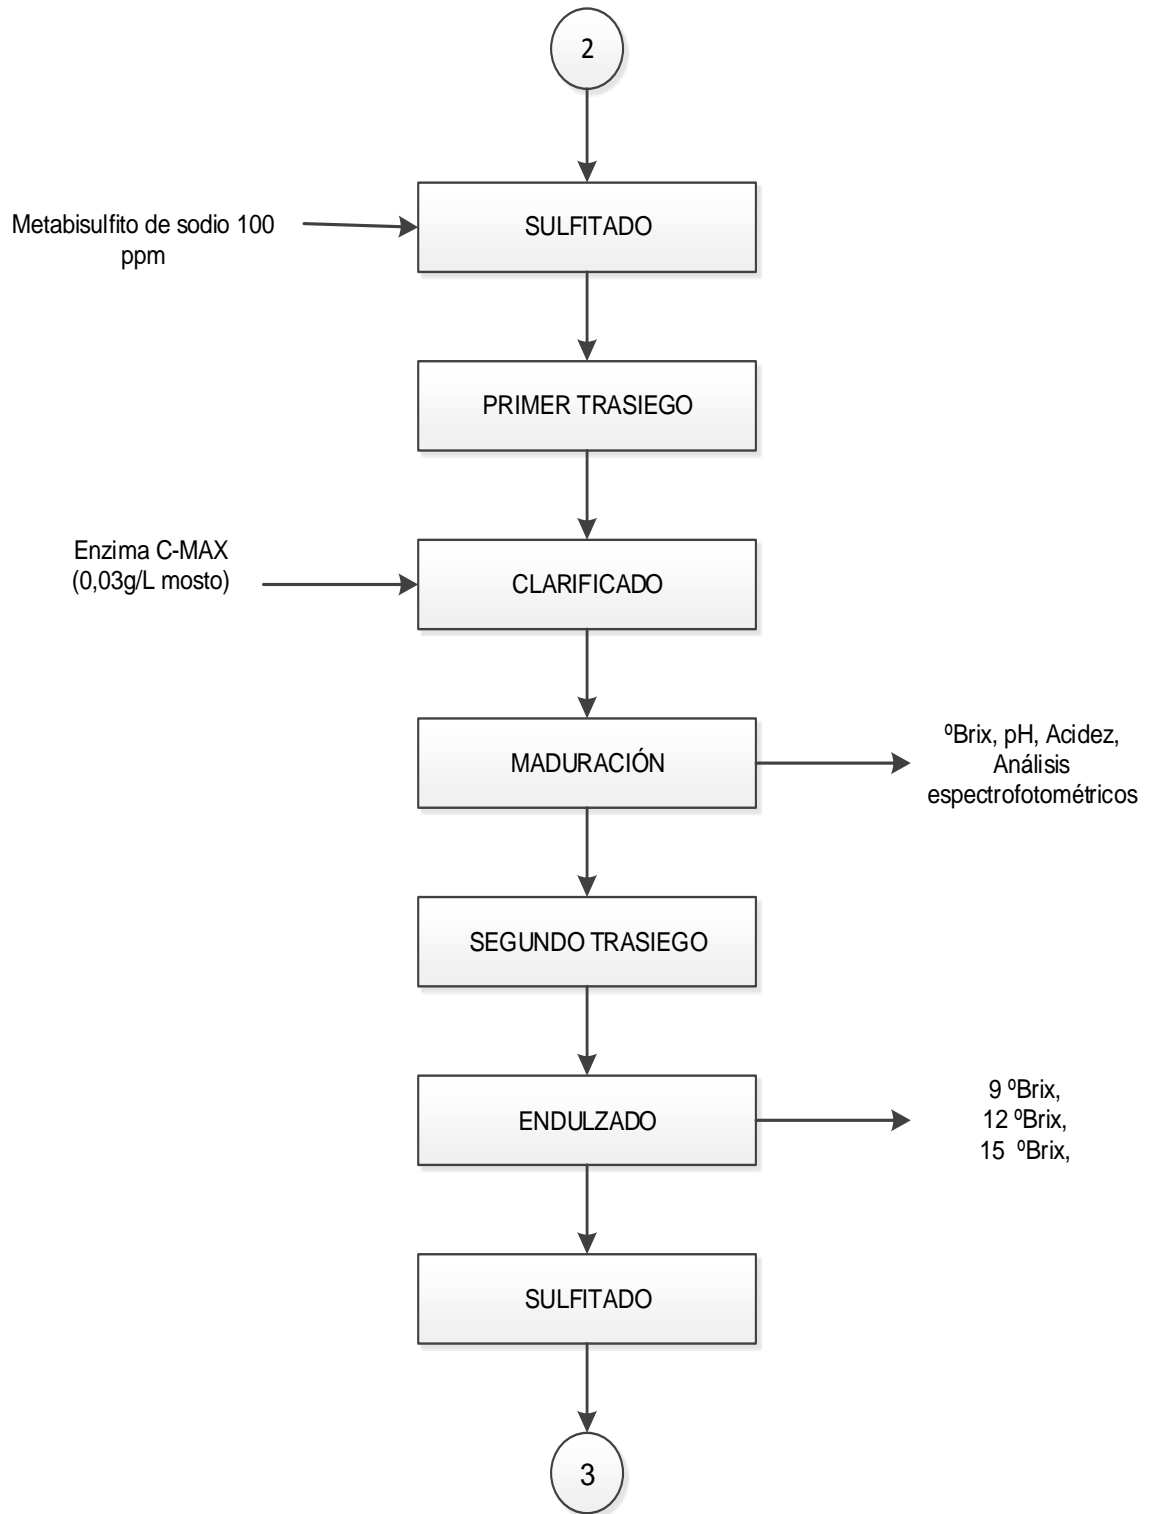 2
SULFITADO
Metabisulfito de sodio 100
ppm
PRIMER TRASIEGO
Enzima C-MAX
(0,03g/L mosto)
CLARIFICADO
MADURACIÓN
ºBrix, pH, Acidez,
Análisis
espectrofotométricos
SEGUNDO TRASIEGO
ENDULZADO
9 ºBrix,
12 ºBrix,
15 ºBrix,
SULFITADO
3